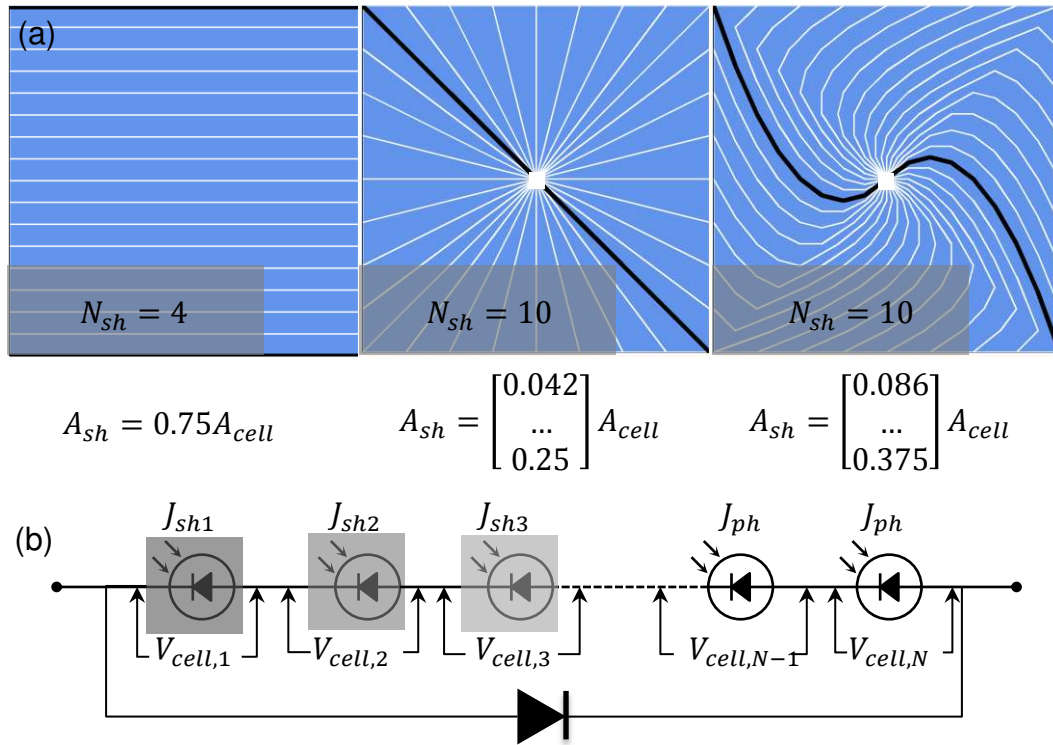 (a)
N_sh = 4
N_sh = 10
N_sh = 10
A_sh = 0.75A_cell
A_sh = [0.042 ... 0.25] A_cell
A_sh = [0.086 ... 0.375] A_cell
(b)
J_sh1 J_sh2 J_sh3 J_ph J_ph
V_cell,1 V_cell,2 V_cell,3 V_cell,N−1 V_cell,N